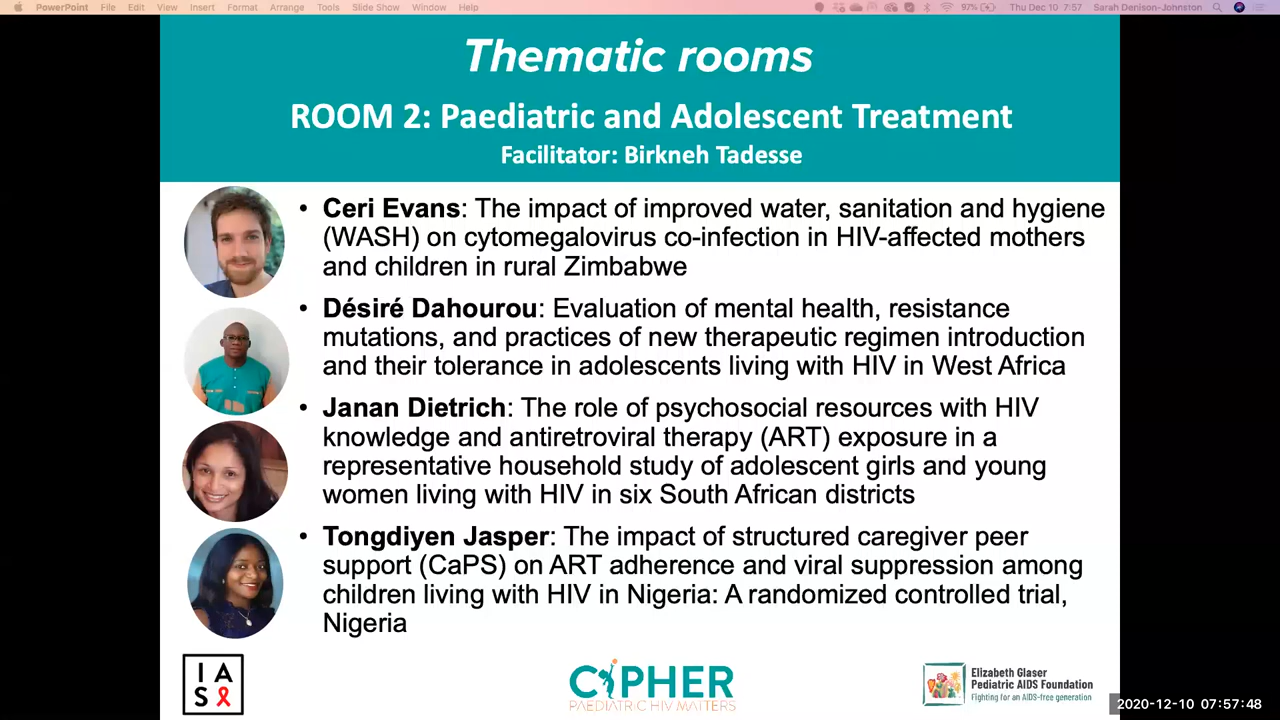 PowerPoint File Edit View Insert Format Arrange Tools Slide Show Window Help 97% Thu Dec 10 7:57 Sarah Denison-Johnston
Thematic rooms
ROOM 2: Paediatric and Adolescent Treatment
Facilitator: Birkneh Tadesse
• Ceri Evans: The impact of improved water, sanitation and hygiene
(WASH) on cytomegalovirus co-infection in HIV-affected mothers
and children in rural Zimbabwe
• Désiré Dahourou: Evaluation of mental health, resistance
mutations, and practices of new therapeutic regimen introduction
and their tolerance in adolescents living with HIV in West Africa
• Janan Dietrich: The role of psychosocial resources with HIV
knowledge and antiretroviral therapy (ART) exposure in a
representative household study of adolescent girls and young
women living with HIV in six South African districts
• Tongdiyen Jasper: The impact of structured caregiver peer
support (CaPS) on ART adherence and viral suppression among
children living with HIV in Nigeria: A randomized controlled trial,
Nigeria
I A
S
CIPHER
PAEDIATRIC HIV MATTERS
Elizabeth Glaser
Pediatric AIDS Foundation
Fighting for an AIDS-free generation
2020-12-10 07:57:48